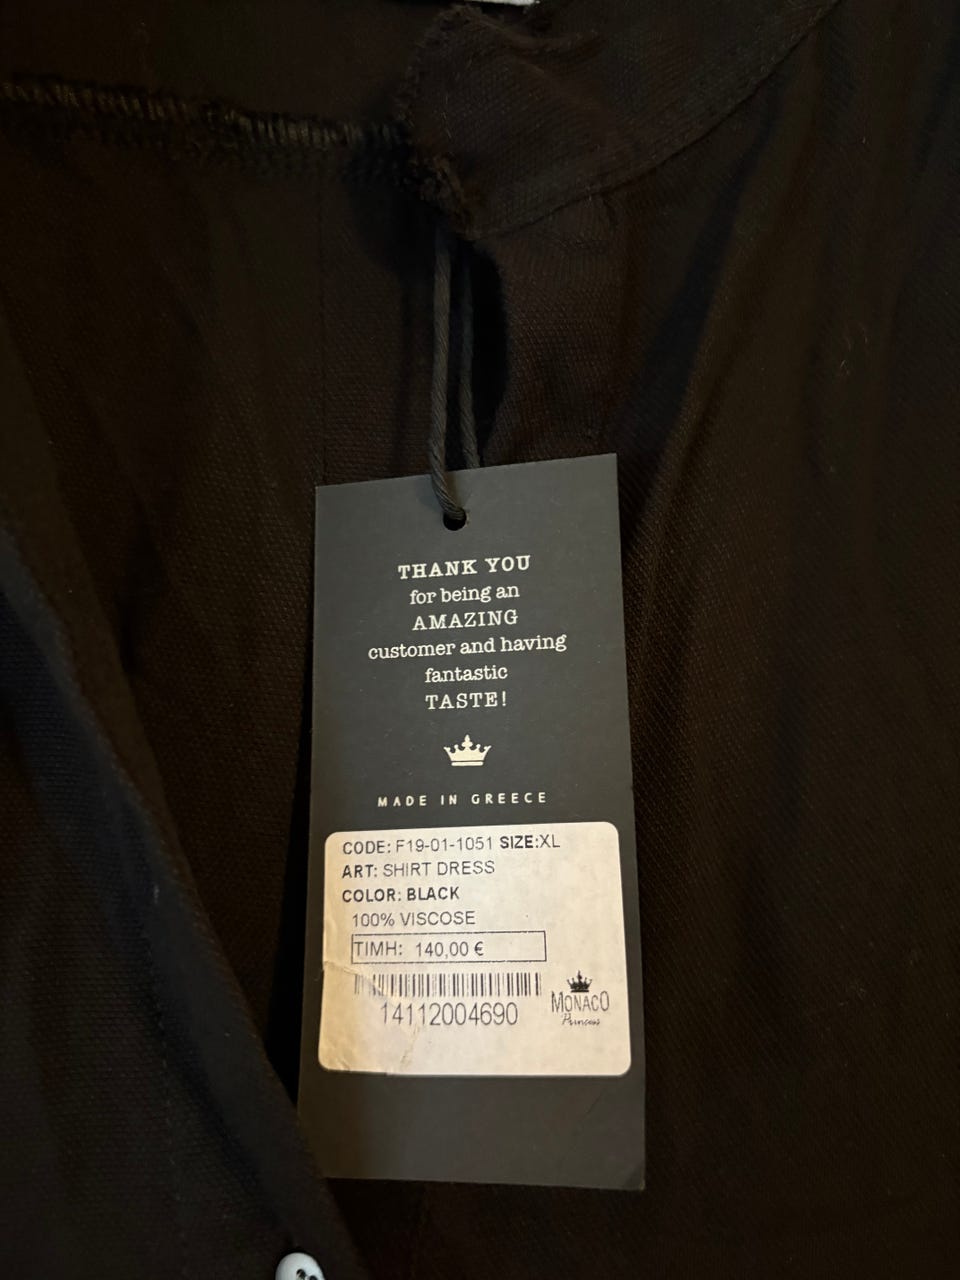 THANK YOU
for being an
AMAZING
customer and having
fantastic
TASTE!
MADE IN GREECE
CODE: F19-01-1051 SIZE:XL
ART: SHIRT DRESS
COLOR: BLACK
100% VISCOSE
ΤΙΜΗ: 140,00 €
14112004690
MONACO
Princess